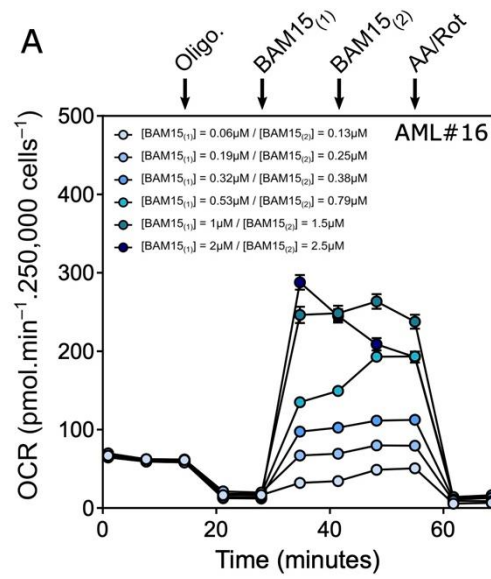 A
Oligo.
BAM15(1)
BAM15(2)
AA/Rot
AML#16
[BAM15(1)] = 0.06µM / [BAM15(2)] = 0.13µM
[BAM15(1)] = 0.19µM / [BAM15(2)] = 0.25µM
[BAM15(1)] = 0.32µM / [BAM15(2)] = 0.38µM
[BAM15(1)] = 0.53µM / [BAM15(2)] = 0.79µM
[BAM15(1)] = 1µM / [BAM15(2)] = 1.5µM
[BAM15(1)] = 2µM / [BAM15(2)] = 2.5µM
OCR (pmol.min⁻¹.250,000 cells⁻¹)
500
400
300
200
100
0
0 20 40 60
Time (minutes)